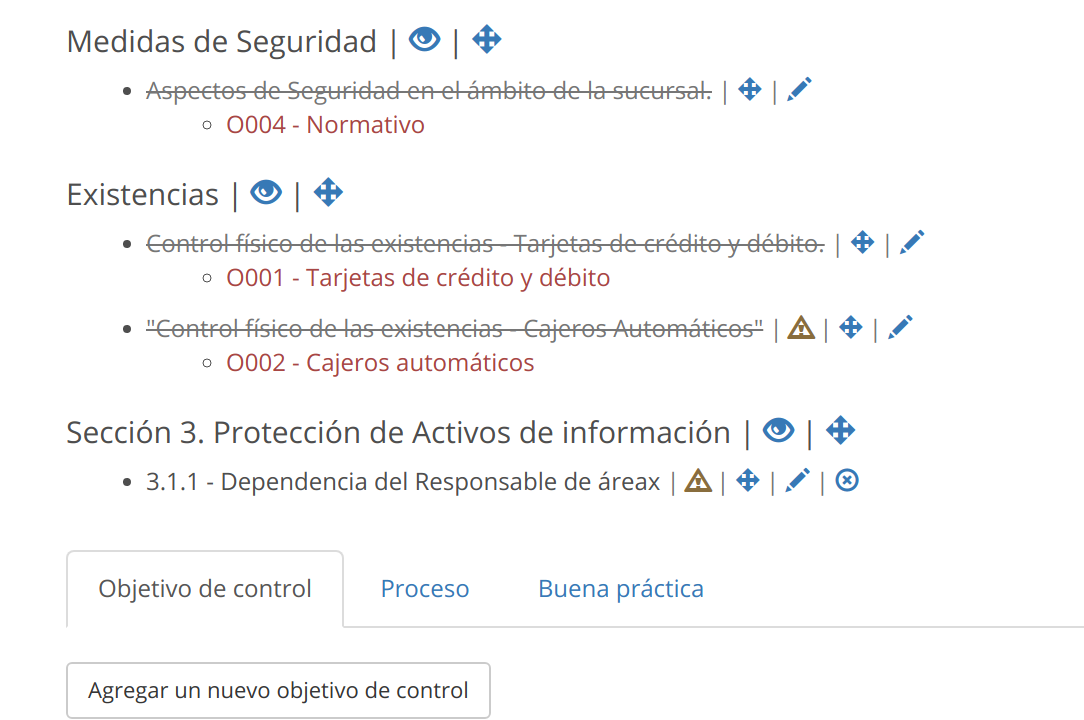 Medidas de Seguridad | |
Aspectos de Seguridad en el ámbito de la sucursal. | |
O004 - Normativo
Existencias | |
Control físico de las existencias - Tarjetas de crédito y débito. | |
O001 - Tarjetas de crédito y débito
"Control físico de las existencias - Cajeros Automáticos" | | |
O002 - Cajeros automáticos
Sección 3. Protección de Activos de información | |
3.1.1 - Dependencia del Responsable de áreax | | | |
Objetivo de control Proceso Buena práctica
Agregar un nuevo objetivo de control